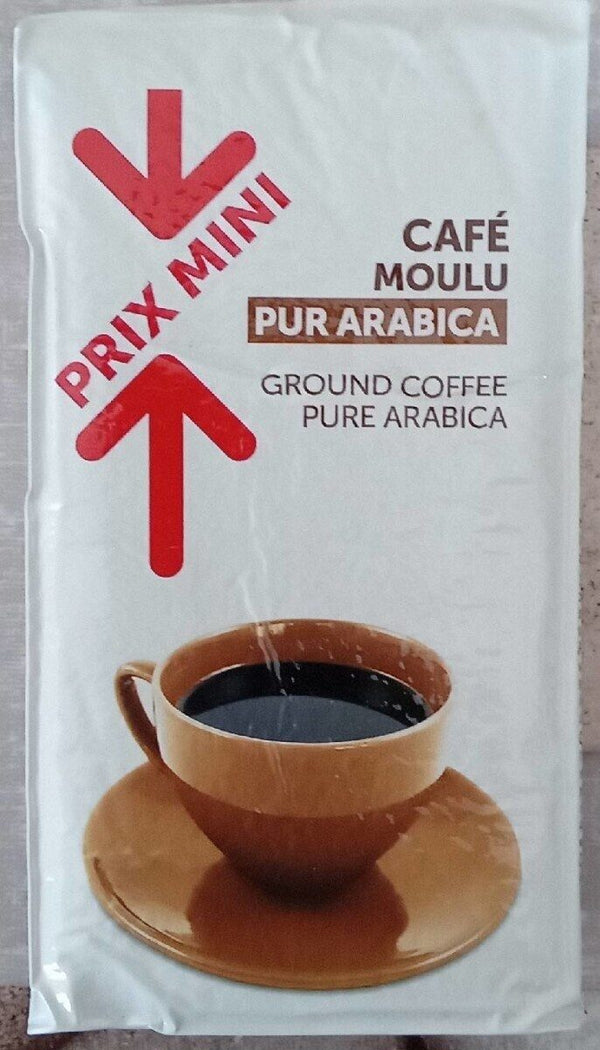 PRIX MINI
CAFÉ
MOULU
PUR ARABICA
GROUND COFFEE
PURE ARABICA